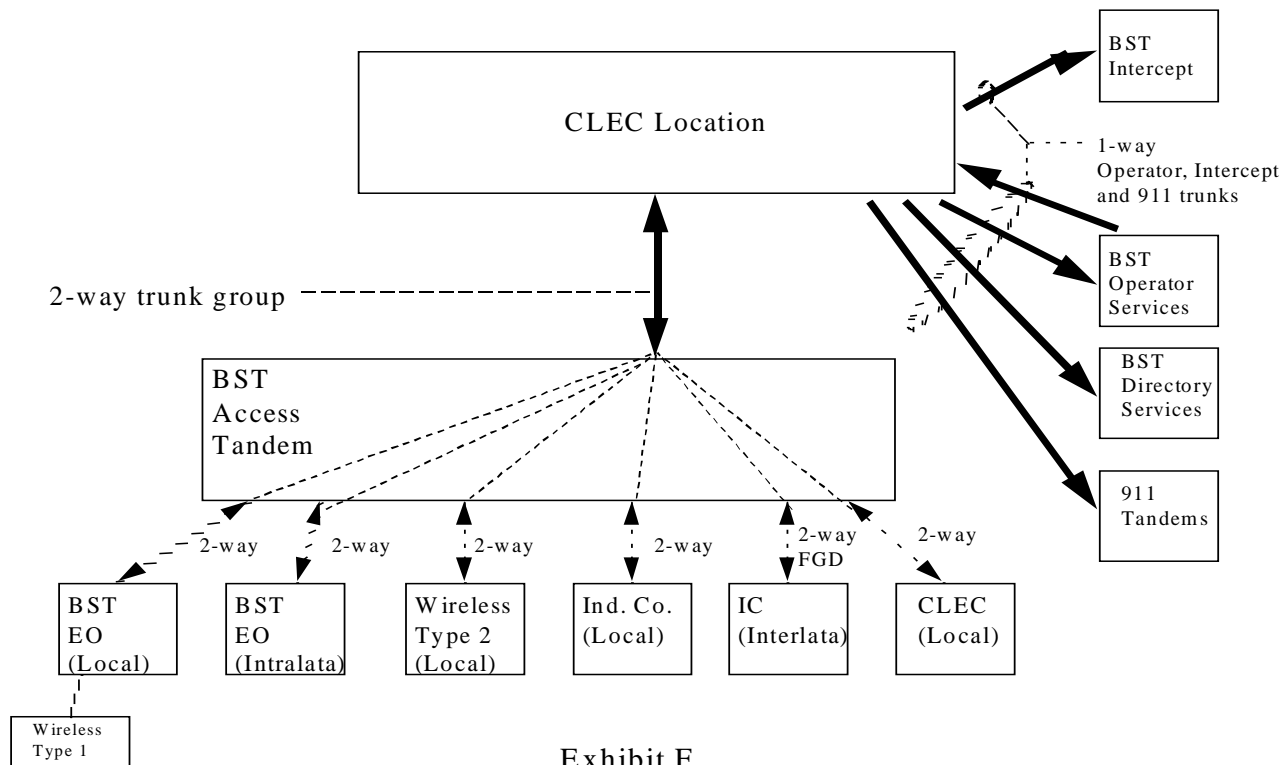 BST
Intercept
CLEC Location
1-way
Operator, Intercept
and 911 trunks
BST
Operator
Services
2-way trunk group
BST
Directory
Services
BST
Access
Tandem
911
Tandems
2-way
2-way
2-way
2-way
2-way
FGD
2-way
BST
EO
(Local)
BST
EO
(Intralata)
Wireless
Type 2
(Local)
Ind. Co.
(Local)
IC
(Interlata)
CLEC
(Local)
Wireless
Type 1